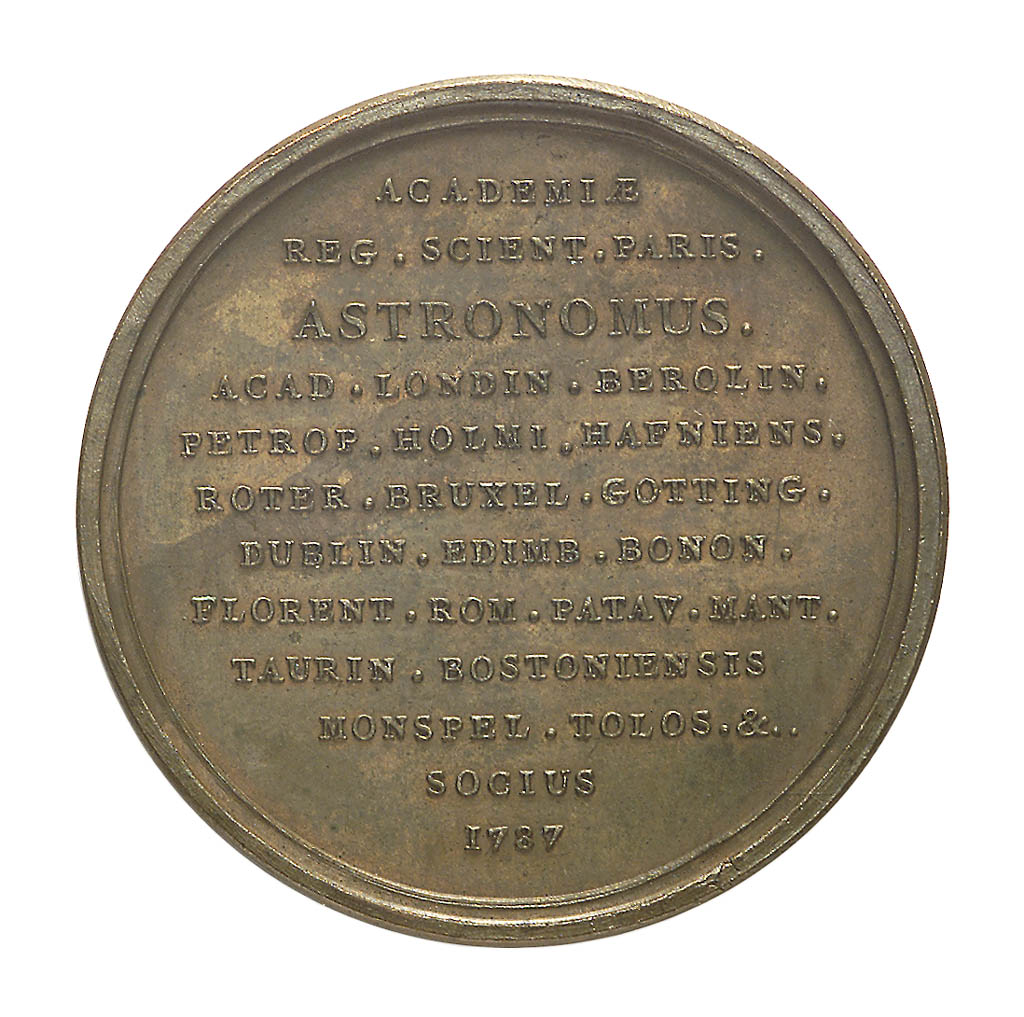 ACADEMIÆ
REG. SCIENT. PARIS.
ASTRONOMUS.
ACAD. LONDIN. BEROLIN.
PETROP. HOLMI. HAFNIENS.
ROTER. BRUXEL. GOTTING.
DUBLIN. EDIMB. BONON.
FLORENT. ROM. PATAV. MANT.
TAURIN. BOSTONIENSIS
MONSPEL. TOLOS. &..
SOCIUS
1787